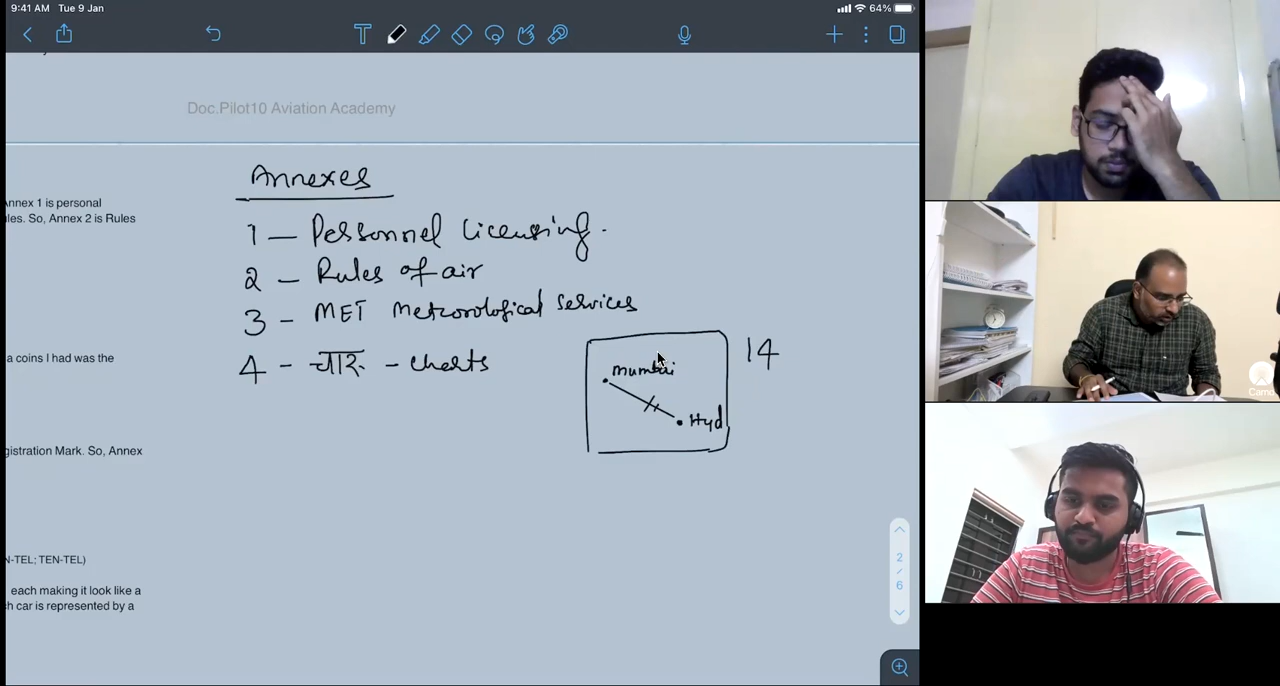 9:41 AM Tue 9 Jan
64%
Doc.Pilot10 Aviation Academy
Annexes
Annex 1 is personal
les. So, Annex 2 is Rules
1 — Personnel licensing.
2 — Rules of air
3 - MET Meteorological services
a coins I had was the
4 - चार - charts
mumbai
Hyd
14
gistration Mark. So, Annex
N-TEL; TEN-TEL)
each making it look like a
ch car is represented by a
2
/
6
Camo